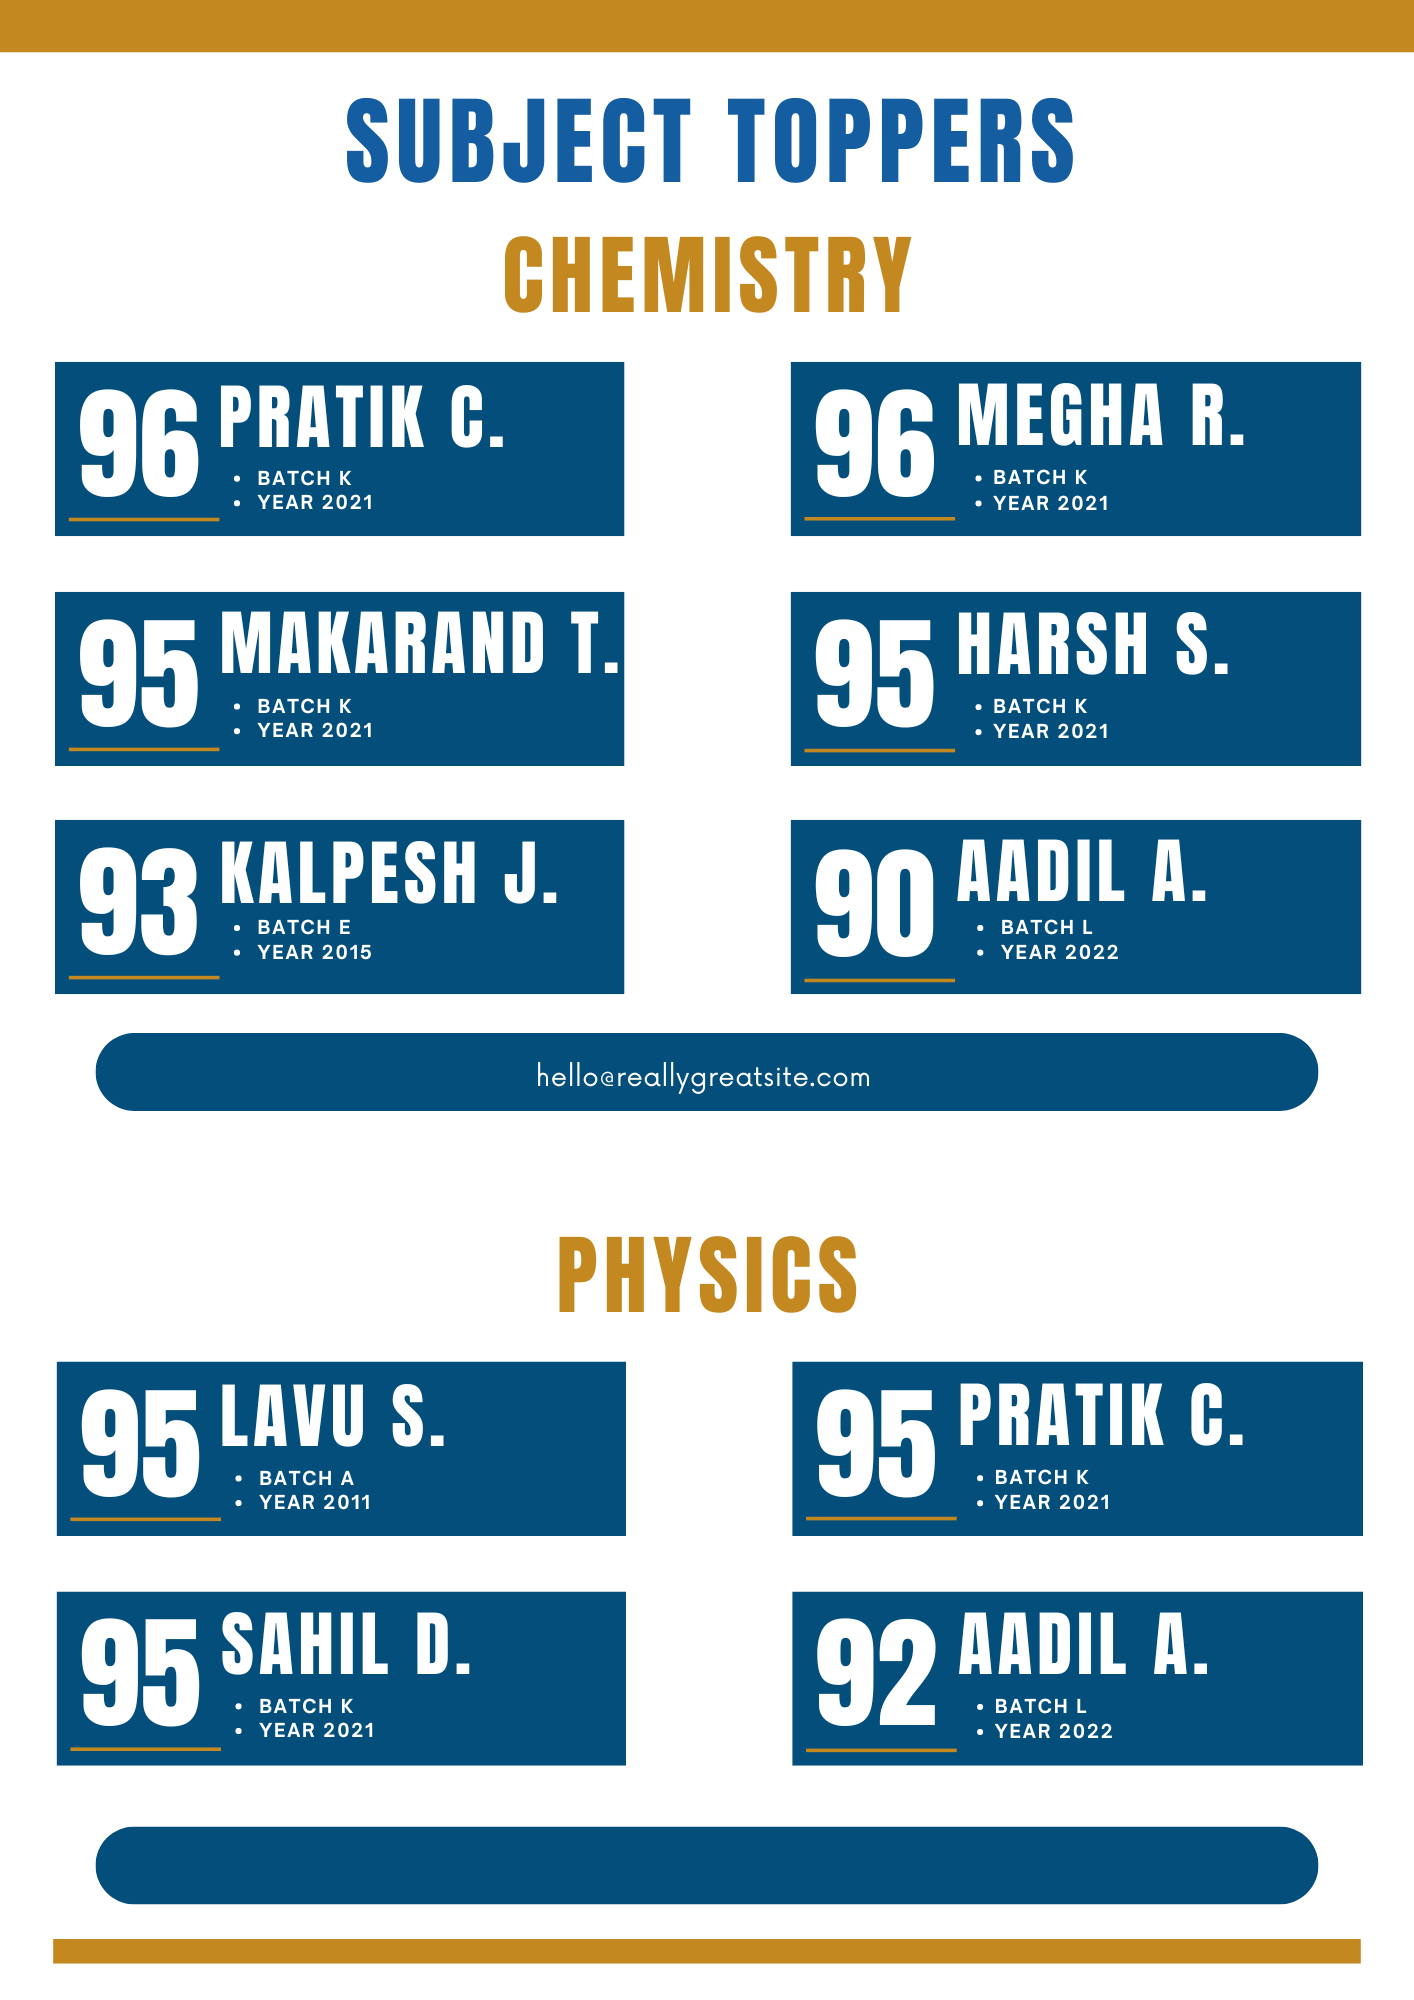 SUBJECT TOPPERS
CHEMISTRY
96 PRATIK C.
• BATCH K
• YEAR 2021
96 MEGHA R.
• BATCH K
• YEAR 2021
95 MAKARAND T.
• BATCH K
• YEAR 2021
95 HARSH S.
• BATCH K
• YEAR 2021
93 KALPESH J.
• BATCH E
• YEAR 2015
90 AADIL A.
• BATCH L
• YEAR 2022
hello@reallygreatsite.com
PHYSICS
95 LAVU S.
• BATCH A
• YEAR 2011
95 PRATIK C.
• BATCH K
• YEAR 2021
95 SAHIL D.
• BATCH K
• YEAR 2021
92 AADIL A.
• BATCH L
• YEAR 2022